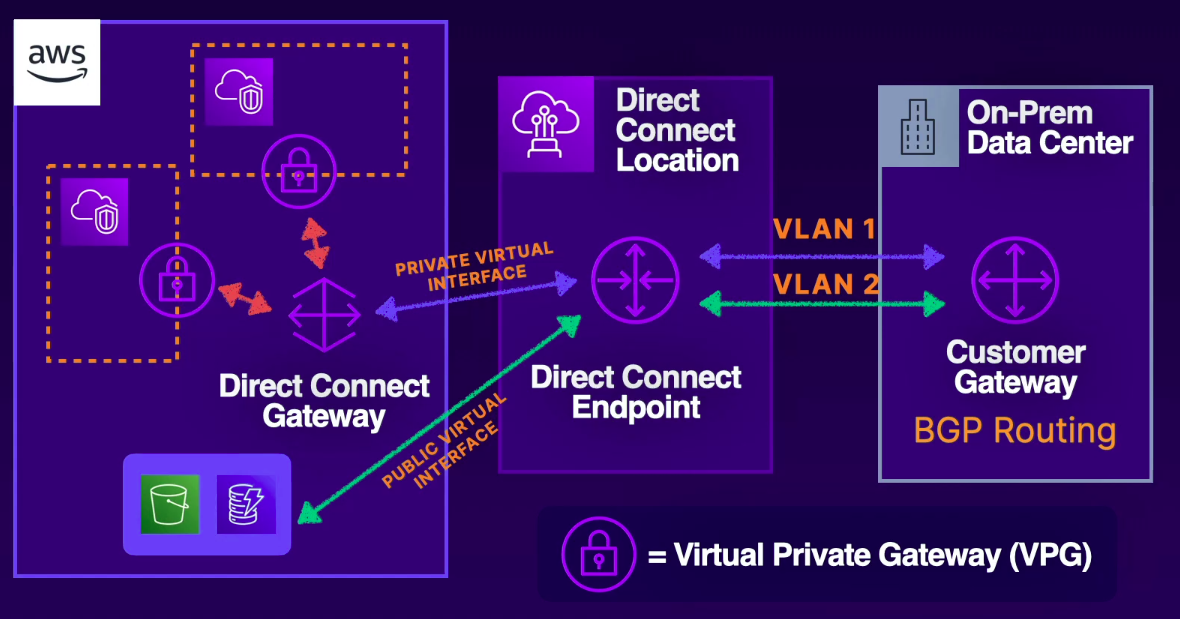 aws
Direct
Connect
Location
On-Prem
Data Center
PRIVATE VIRTUAL
INTERFACE
VLAN 1
VLAN 2
Direct Connect
Gateway
Direct Connect
Endpoint
Customer
Gateway
BGP Routing
PUBLIC VIRTUAL
INTERFACE
= Virtual Private Gateway (VPG)